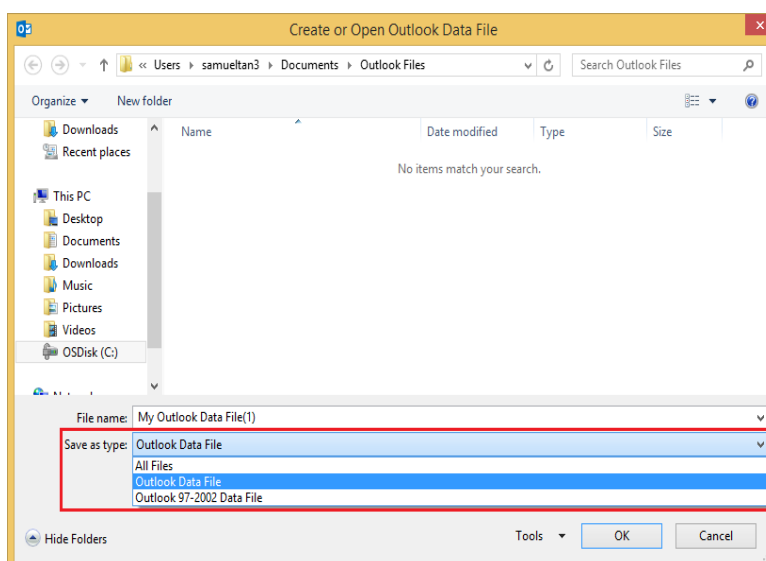 Create or Open Outlook Data File
« Users Samueltan3 Documents Outlook Files Search Outlook Files
Organize New folder
Downloads
Recent places
This PC
Desktop
Documents
Downloads
Music
Pictures
Videos
OSDisk (C:)
Name Date modified Type Size
No items match your search.
File name: My Outlook Data File(1)
Save as type: Outlook Data File
All Files
Outlook Data File
Outlook 97-2002 Data File
Hide Folders Tools OK Cancel